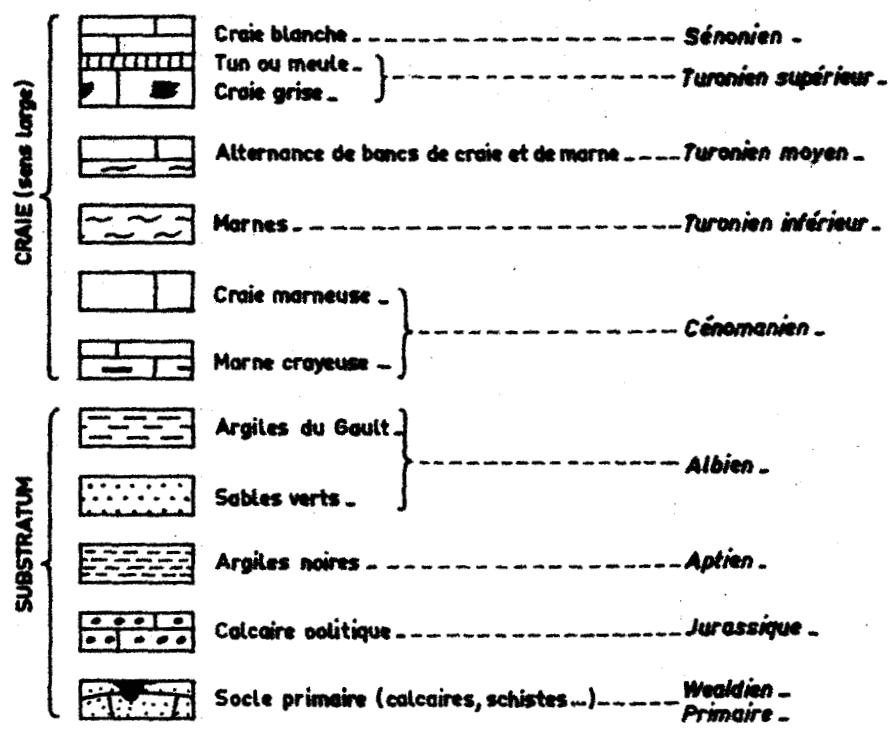 CRAIE (sens large)
Craie blanche Sénonien
Tun ou meule
Craie grise
Turonien supérieur
Alternance de bancs de craie et de marne Turonien moyen
Marnes Turonien inférieur
Craie marneuse
Cénomanien
Marne crayeuse
SUBSTRATUM
Argiles du Gault
Albien
Sables verts
Argiles noires Aptien
Calcaire oolitique Jurassique
Socle primaire (calcaires, schistes...) Wealdien
Primaire